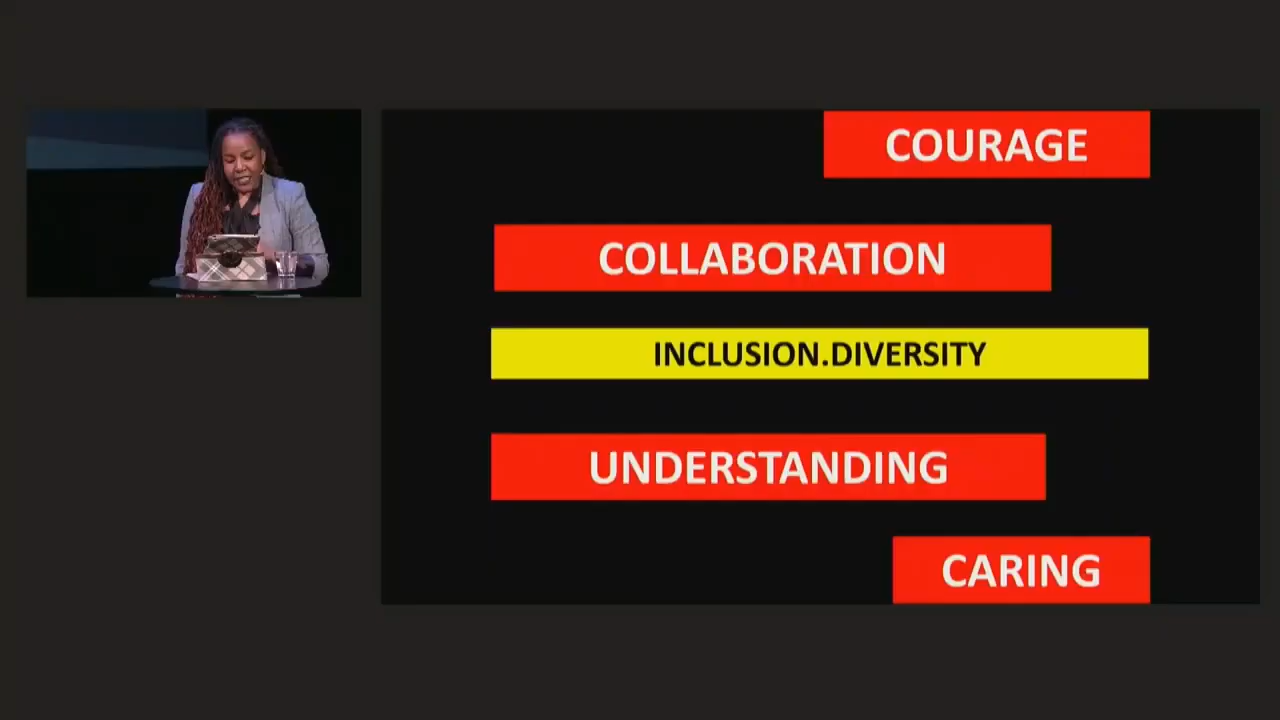 COURAGE
COLLABORATION
INCLUSION.DIVERSITY
UNDERSTANDING
CARING